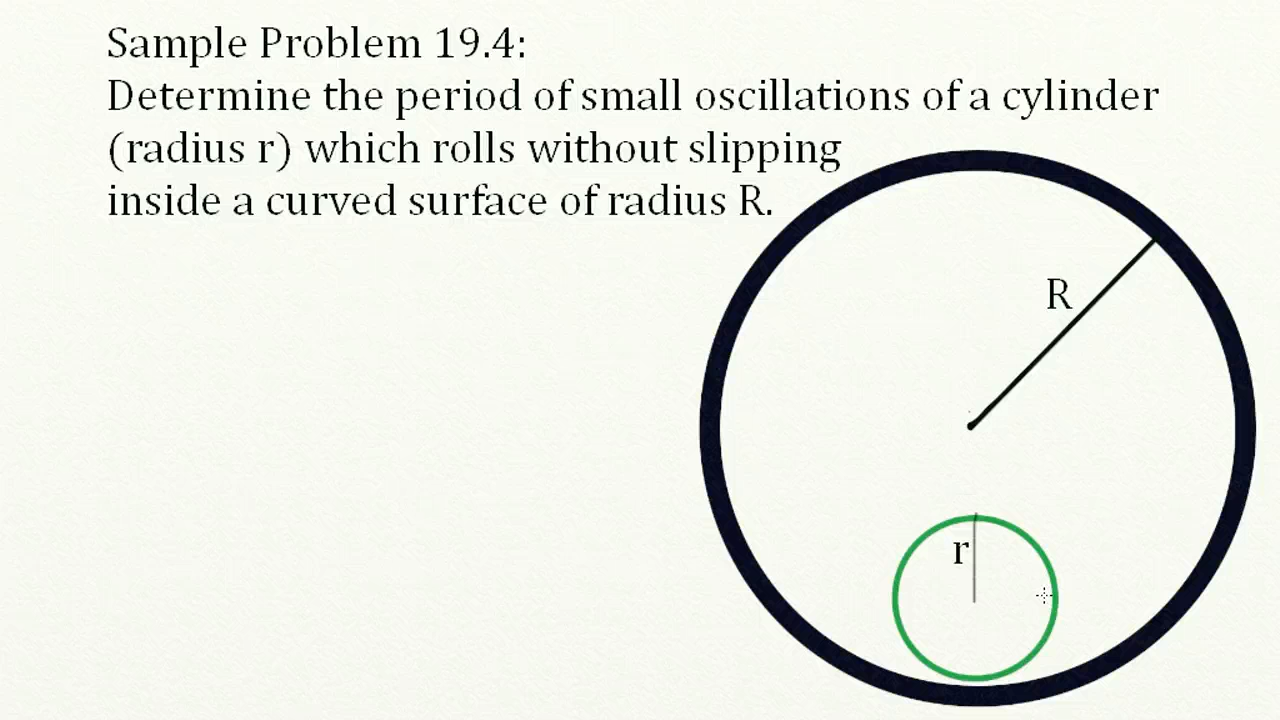 Sample Problem 19.4:
Determine the period of small oscillations of a cylinder
(radius r) which rolls without slipping
inside a curved surface of radius R.
R
r